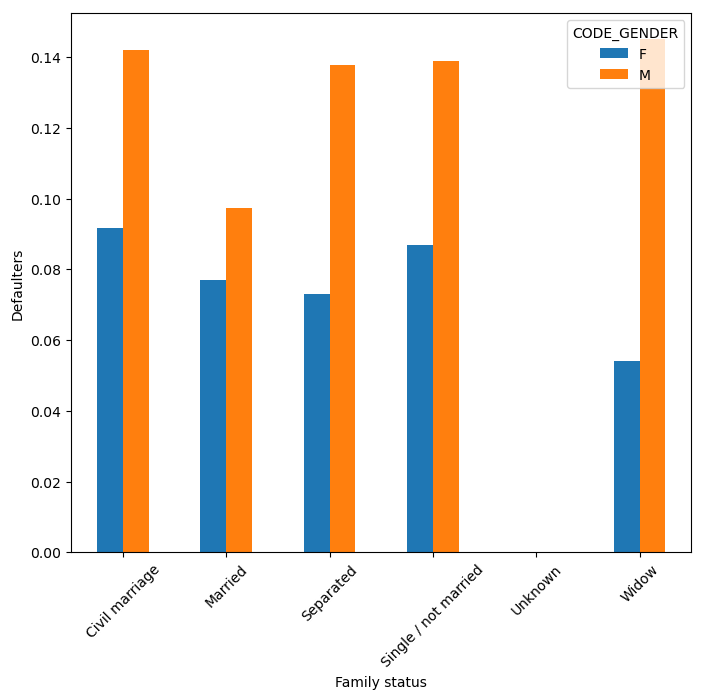 CODE_GENDER
F
M
0.14
0.12
0.10
0.08
0.06
0.04
0.02
0.00
Defaulters
Civil marriage
Married
Separated
Single / not married
Unknown
Widow
Family status